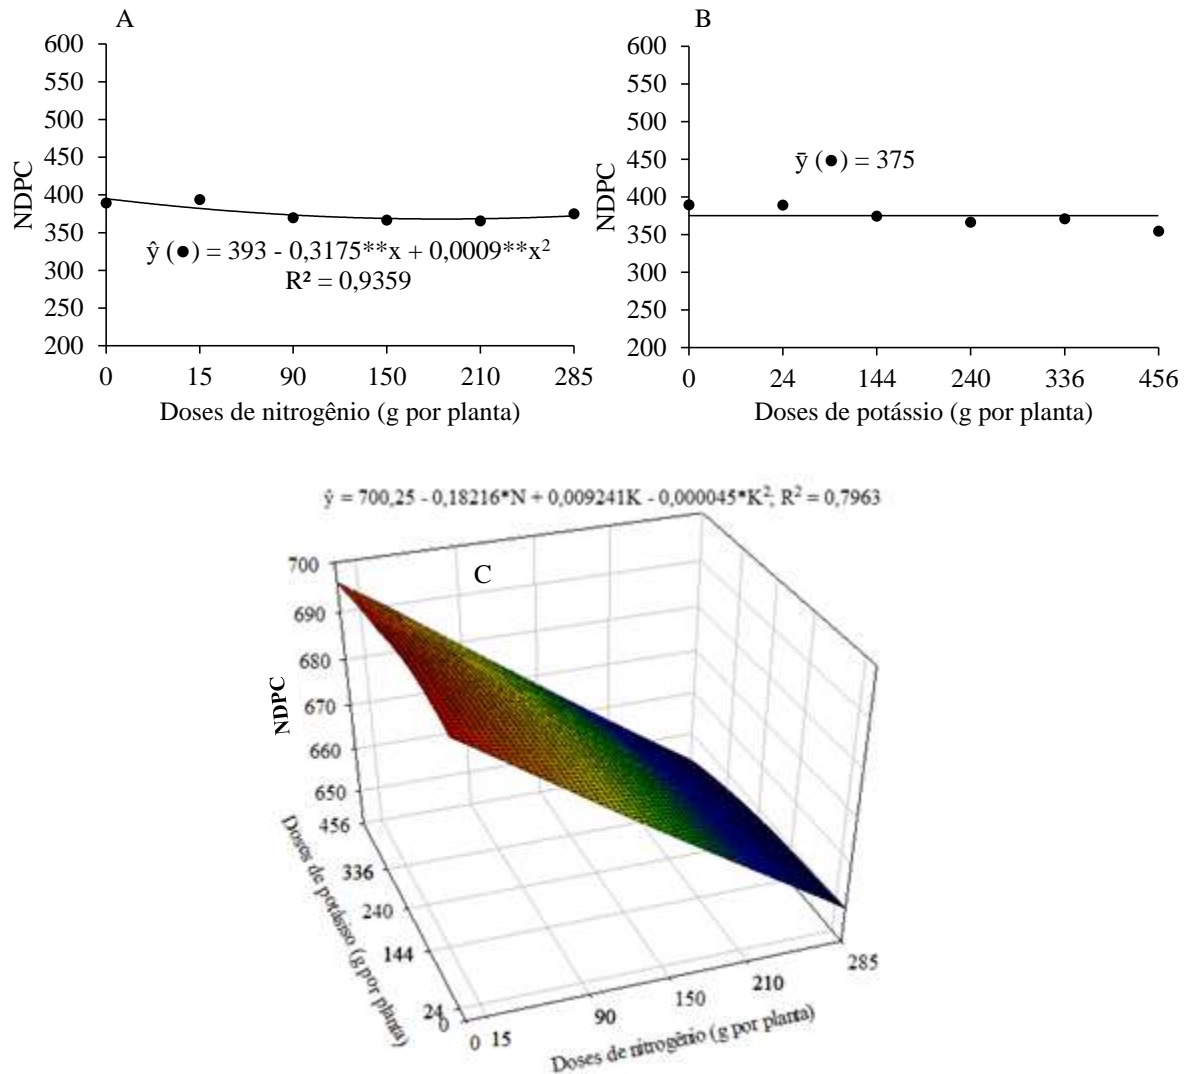 A
600
550
500
450
400
350
300
250
200
NDPC
ŷ (●) = 393 - 0,3175**x + 0,0009**x²
R² = 0,9359
0 15 90 150 210 285
Doses de nitrogênio (g por planta)
B
600
550
500
450
400
350
300
250
200
NDPC
ȳ (●) = 375
0 24 144 240 336 456
Doses de potássio (g por planta)
ŷ = 700,25 - 0,18216*N + 0,009241K - 0,000045*K²; R² = 0,7963
C
700
690
680
670
660
650
NDPC
456
336
240
144
24
0
Doses de potássio (g por planta)
0 15 90 150 210 285
Doses de nitrogênio (g por planta)